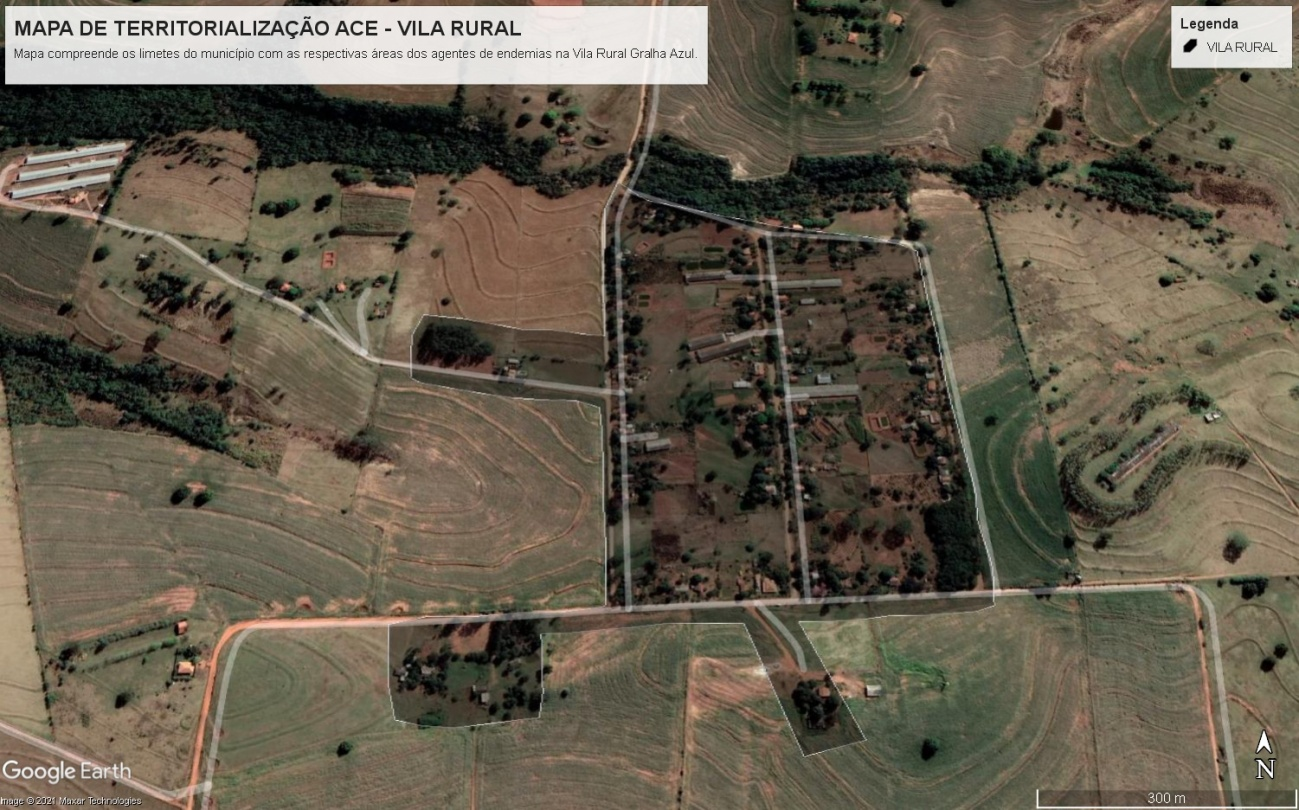 MAPA DE TERRITORIALIZAÇÃO ACE - VILA RURAL
Mapa compreende os limetes do município com as respectivas áreas dos agentes de endemias na Vila Rural Gralha Azul.
Legenda
VILA RURAL
Google Earth
Image © 2021 Maxar Technologies
N
300 m